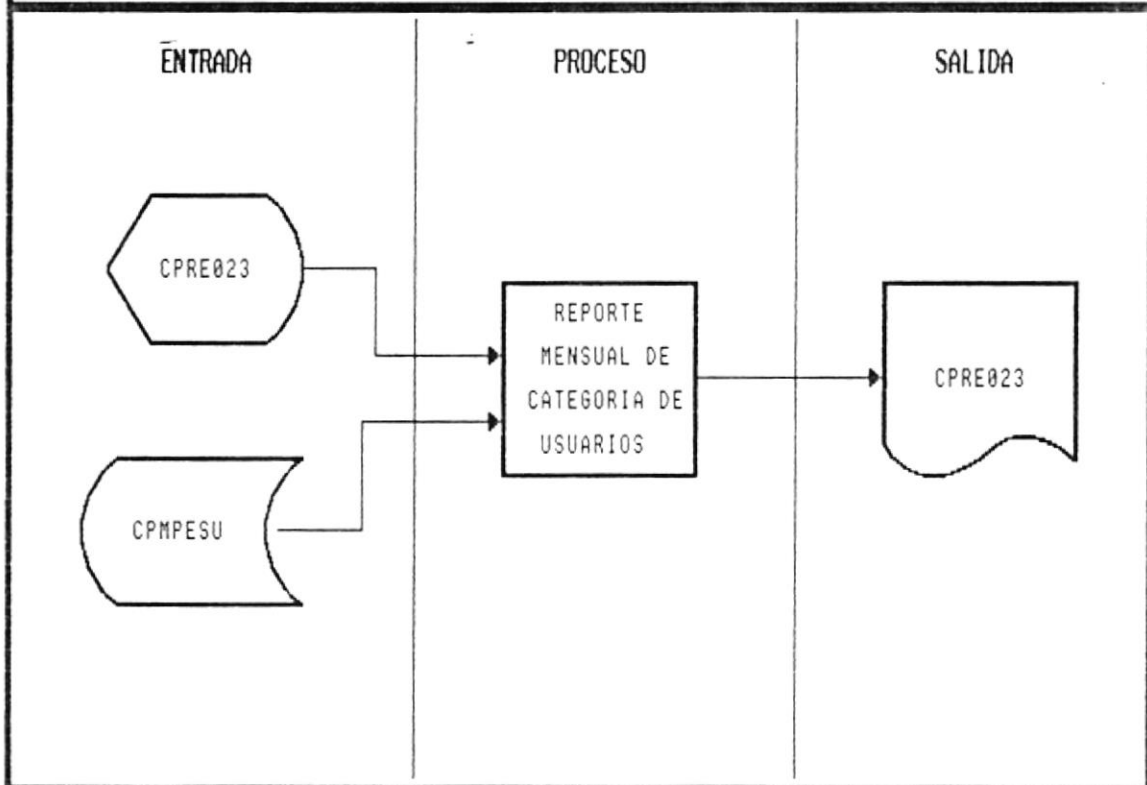 ENTRADA
PROCESO
SALIDA
CPRE023
REPORTE
MENSUAL DE
CATEGORIA DE
USUARIOS
CPRE023
CPMPESU